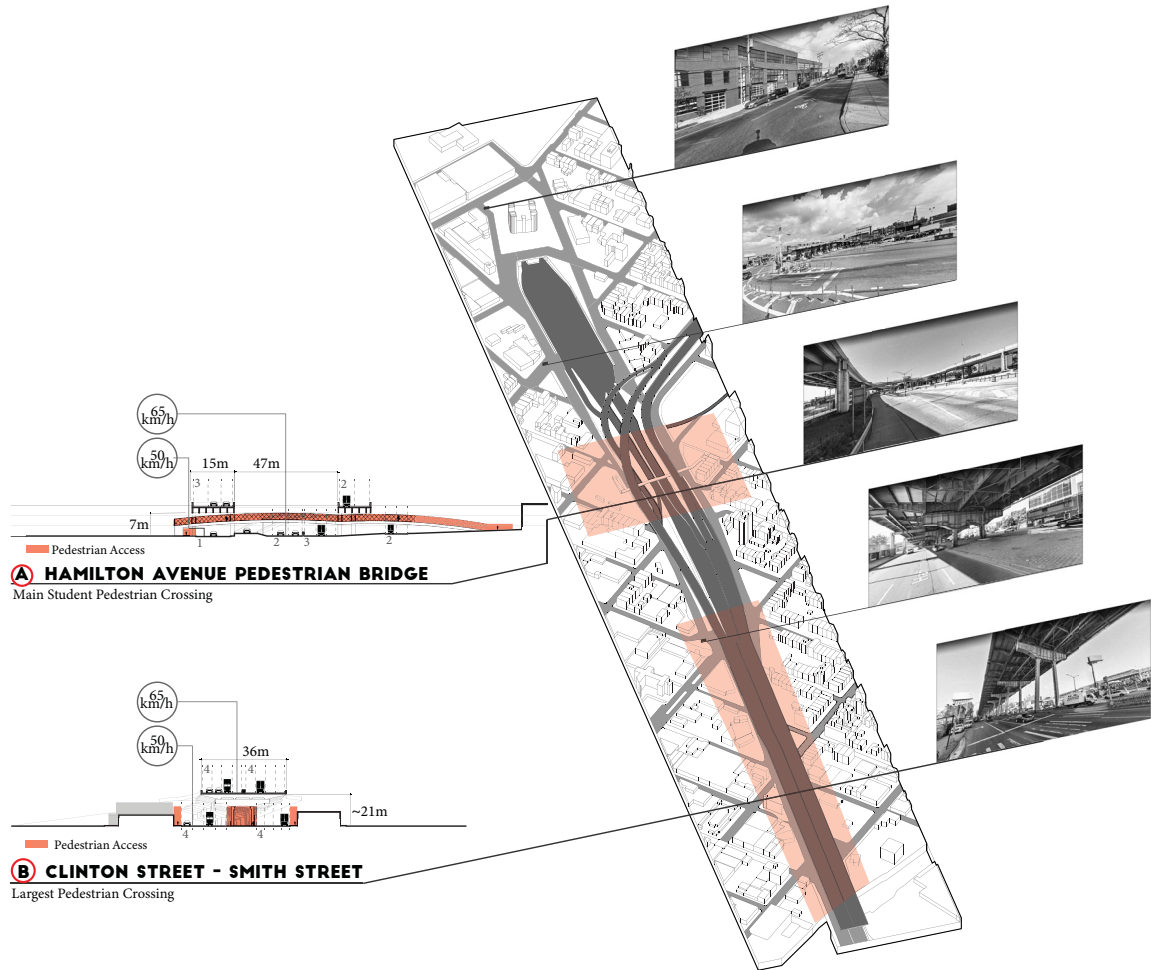 65
km/h
50
km/h
15m
47m
3
2
7m
1
2
3
2
Pedestrian Access
A HAMILTON AVENUE PEDESTRIAN BRIDGE
Main Student Pedestrian Crossing
65
km/h
50
km/h
36m
4
4
~21m
4
4
Pedestrian Access
B CLINTON STREET - SMITH STREET
Largest Pedestrian Crossing